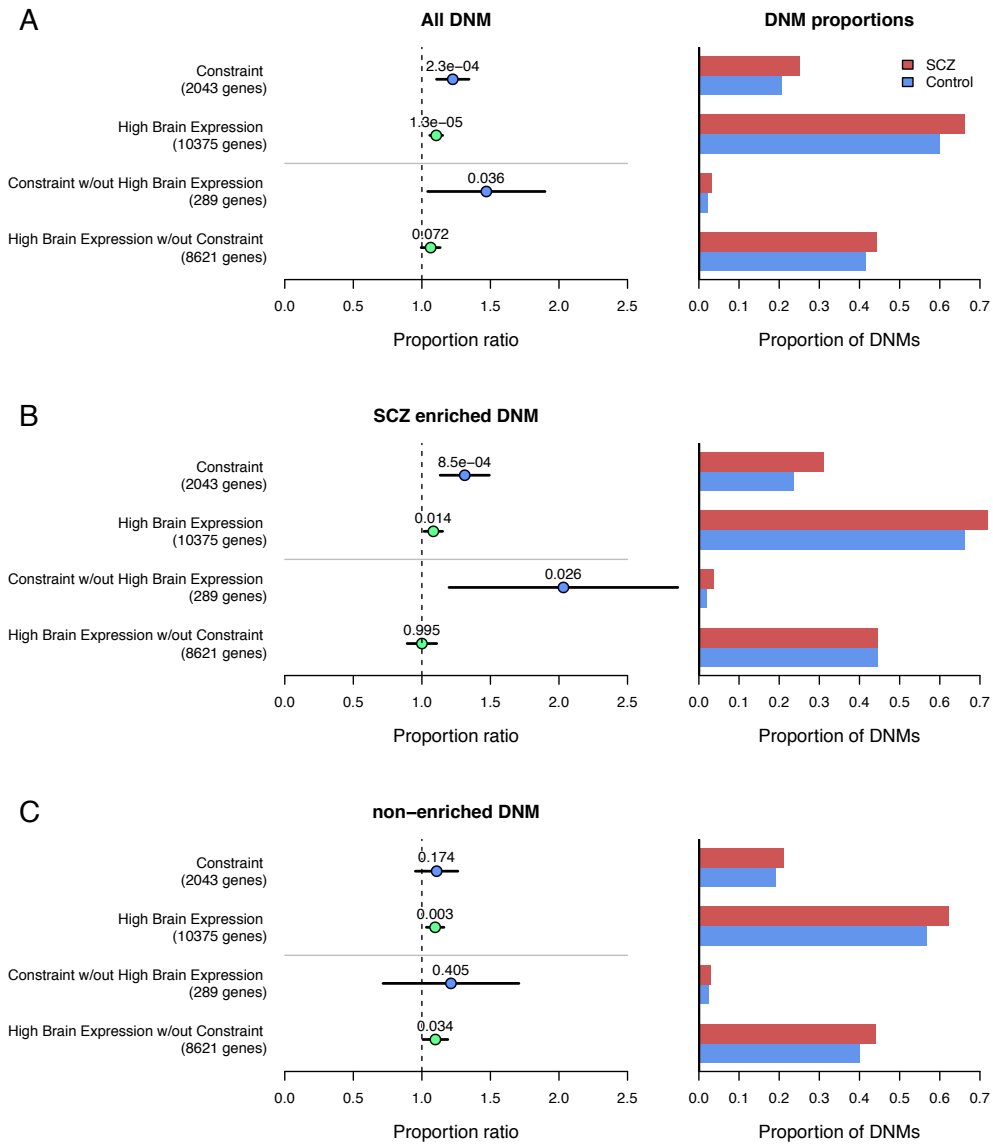 A
All DNM
DNM proportions
Constraint
(2043 genes)
2.3e−04
SCZ
Control
High Brain Expression
(10375 genes)
1.3e−05
Constraint w/out High Brain Expression
(289 genes)
0.036
High Brain Expression w/out Constraint
(8621 genes)
0.072
0.0 0.5 1.0 1.5 2.0 2.5
0.0 0.1 0.2 0.3 0.4 0.5 0.6 0.7
Proportion ratio
Proportion of DNMs
B
SCZ enriched DNM
Constraint
(2043 genes)
8.5e−04
High Brain Expression
(10375 genes)
0.014
Constraint w/out High Brain Expression
(289 genes)
0.026
High Brain Expression w/out Constraint
(8621 genes)
0.995
0.0 0.5 1.0 1.5 2.0 2.5
0.0 0.1 0.2 0.3 0.4 0.5 0.6 0.7
Proportion ratio
Proportion of DNMs
C
non−enriched DNM
Constraint
(2043 genes)
0.174
High Brain Expression
(10375 genes)
0.003
Constraint w/out High Brain Expression
(289 genes)
0.405
High Brain Expression w/out Constraint
(8621 genes)
0.034
0.0 0.5 1.0 1.5 2.0 2.5
0.0 0.1 0.2 0.3 0.4 0.5 0.6 0.7
Proportion ratio
Proportion of DNMs